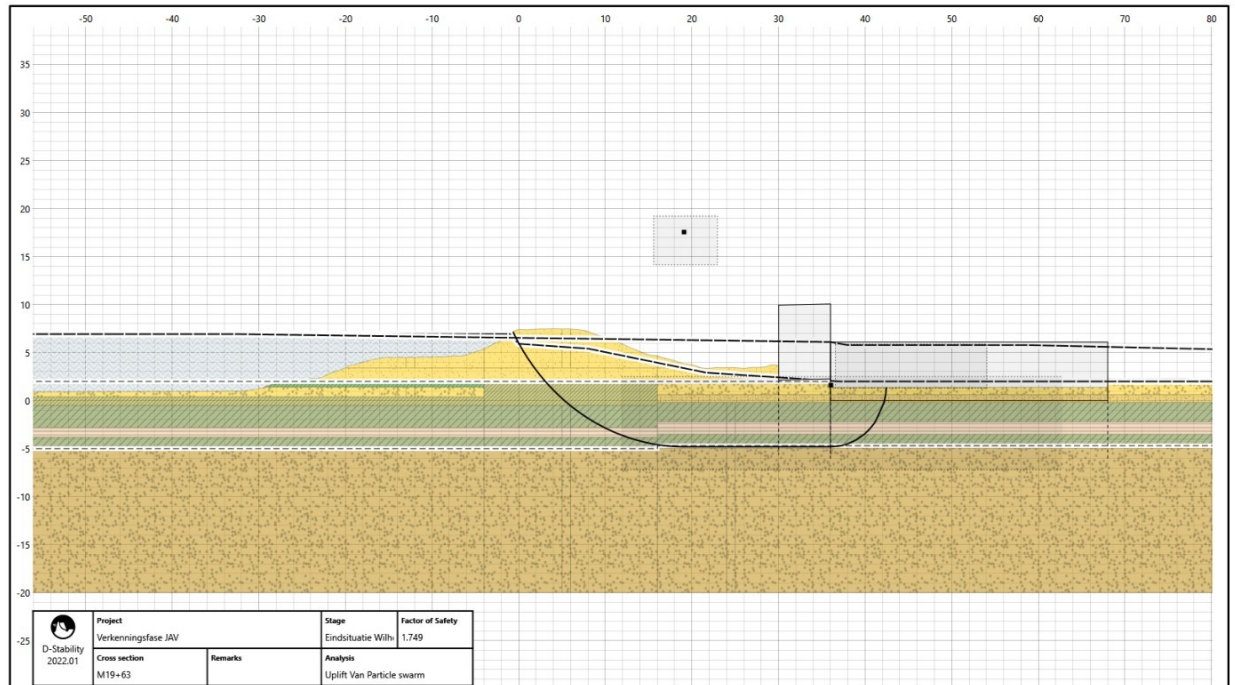 -50 -40 -30 -20 -10 0 10 20 30 40 50 60 70 80
35
30
25
20
15
10
5
0
-5
-10
-15
-20
-25
D-Stability
2022.01
Project
Verkenningsfase JAV
Stage
Eindsituatie Wilh
Factor of Safety
1.749
Cross section
M19+63
Remarks
Analysis
Uplift Van Particle swarm